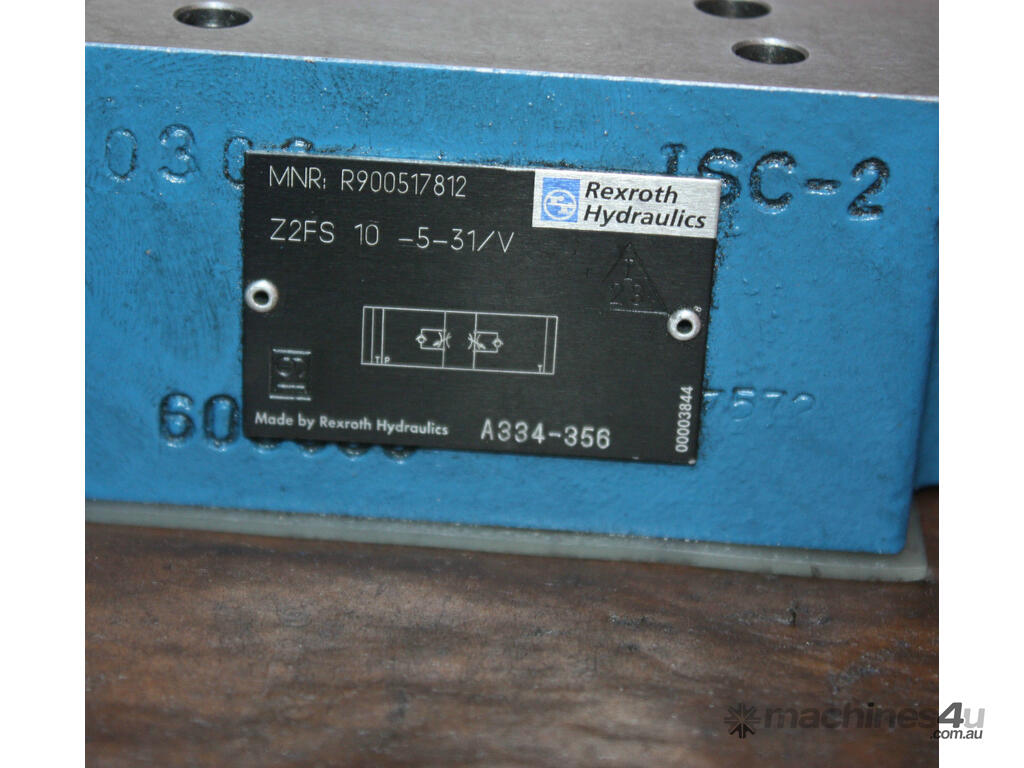 ISC-2
MNR: R900517812
Rexroth
Hydraulics
Z2FS 10 -5-31/V
T P
T
Made by Rexroth Hydraulics
A334-356
00003844
machines4u
.com.au